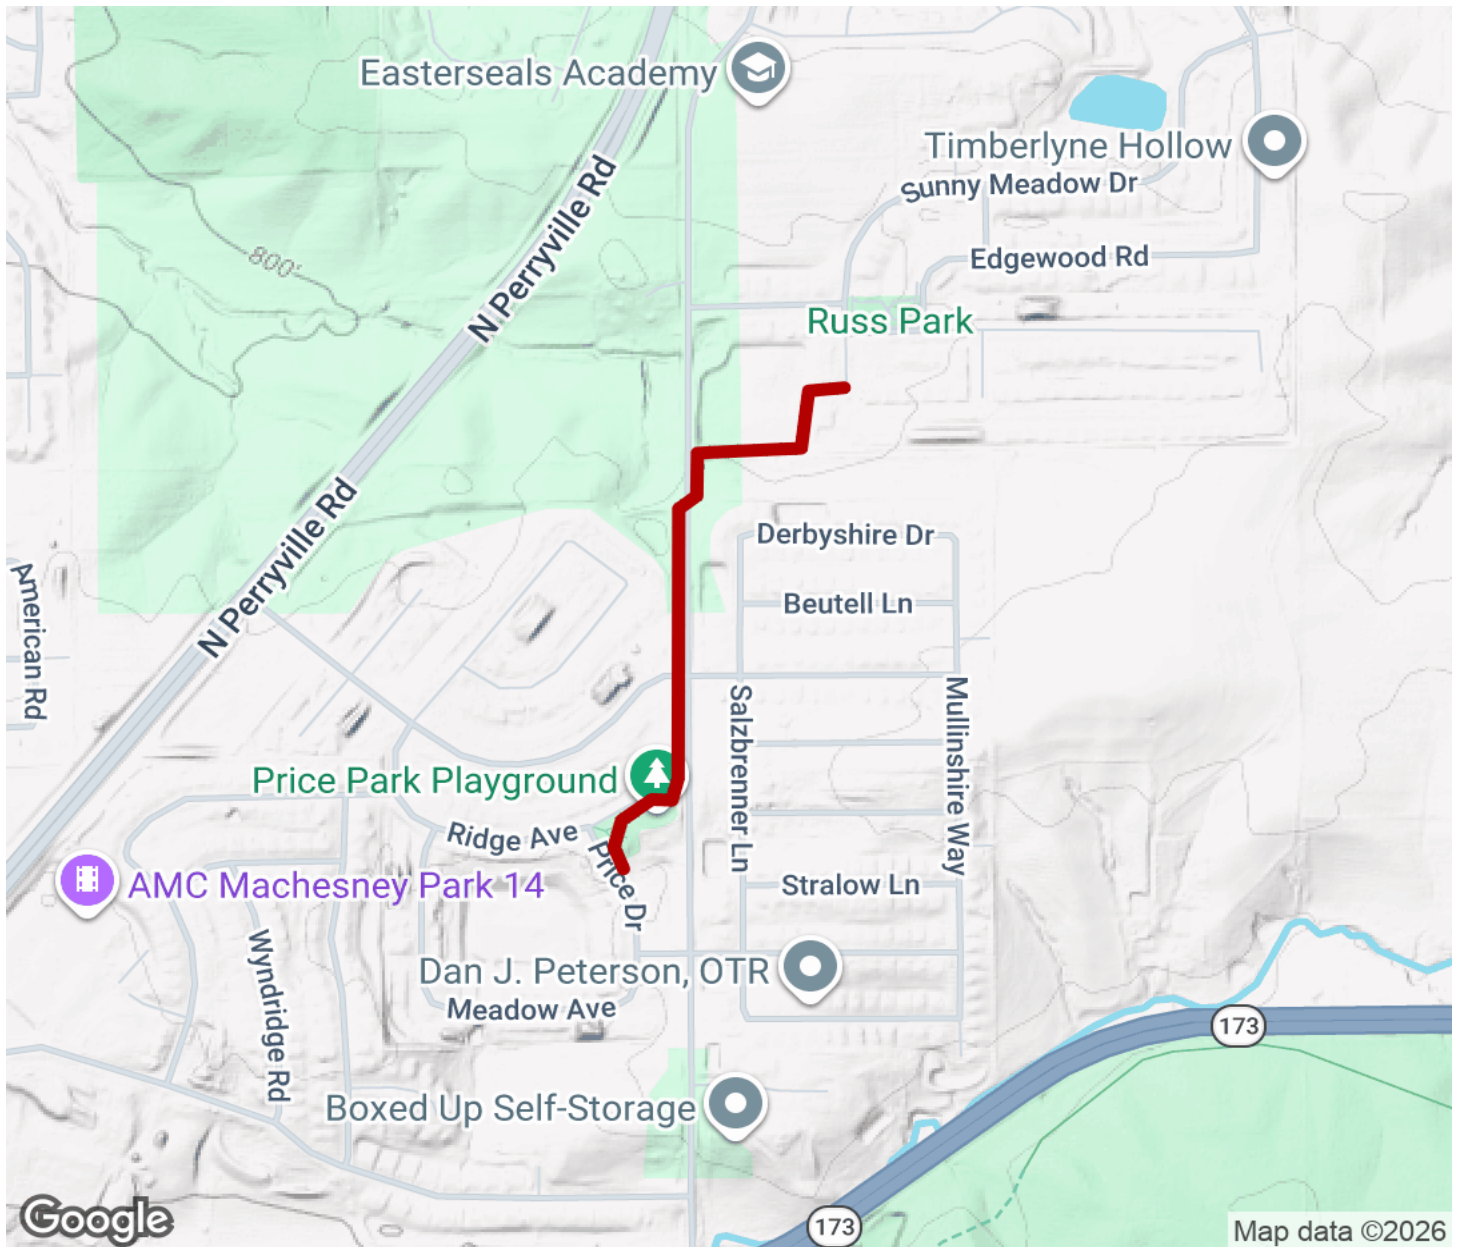 Easterseals Academy
Timberlyne Hollow
Sunny Meadow Dr
N Perryville Rd
800'
Edgewood Rd
Russ Park
N Perryville Rd
Derbyshire Dr
American Rd
Beutell Ln
Salzbrenner Ln
Mullinshire Way
Price Park Playground
Ridge Ave
Price Dr
AMC Machesney Park 14
Stralow Ln
Wyndridge Rd
Dan J. Peterson, OTR
Meadow Ave
173
Boxed Up Self-Storage
173
Google
Map data ©2026